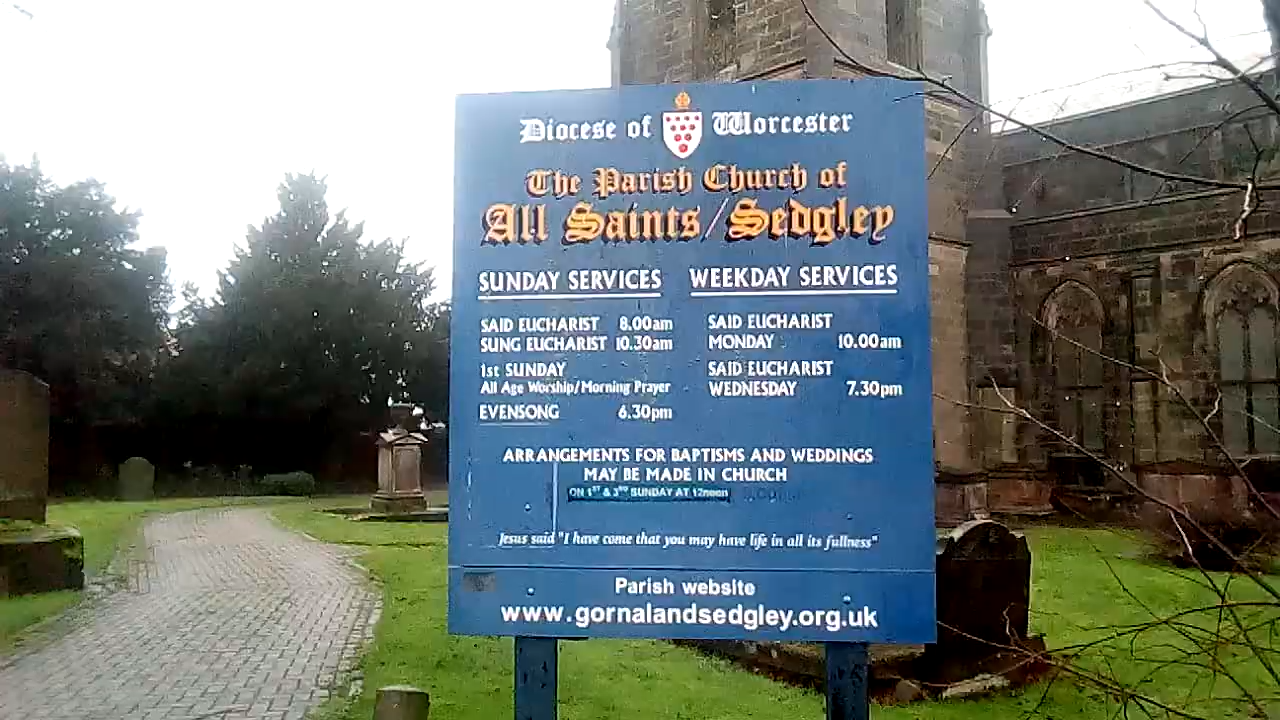 Diocese of Worcester
The Parish Church of
All Saints/Sedgley
SUNDAY SERVICES
SAID EUCHARIST 8.00am
SUNG EUCHARIST 10.30am
1st SUNDAY
All Age Worship/Morning Prayer
EVENSONG 6.30pm
WEEKDAY SERVICES
SAID EUCHARIST
MONDAY 10.00am
SAID EUCHARIST
WEDNESDAY 7.30pm
ARRANGEMENTS FOR BAPTISMS AND WEDDINGS
MAY BE MADE IN CHURCH
ON 1ST & 3RD SUNDAY AT 12noon
Jesus said "I have come that you may have life in all its fullness"
Parish website
www.gornalandsedgley.org.uk